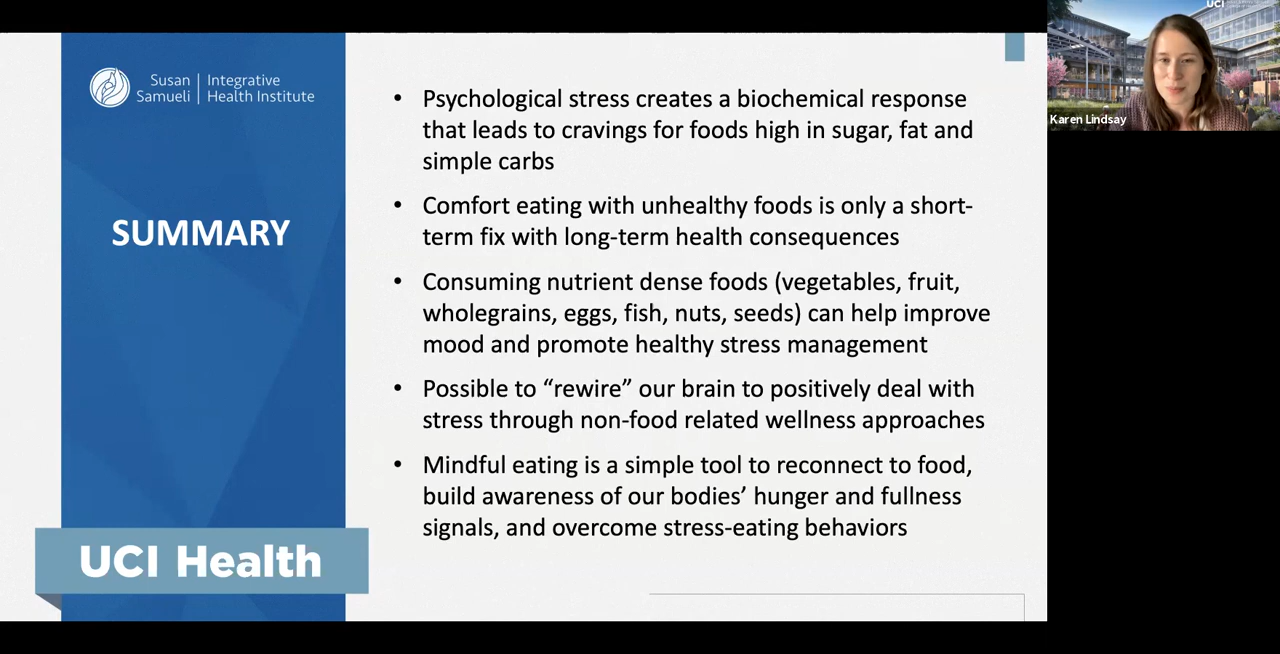 Susan
Samueli
Integrative
Health Institute
SUMMARY
UCI Health
• Psychological stress creates a biochemical response
that leads to cravings for foods high in sugar, fat and
simple carbs
• Comfort eating with unhealthy foods is only a short-
term fix with long-term health consequences
• Consuming nutrient dense foods (vegetables, fruit,
wholegrains, eggs, fish, nuts, seeds) can help improve
mood and promote healthy stress management
• Possible to “rewire” our brain to positively deal with
stress through non-food related wellness approaches
• Mindful eating is a simple tool to reconnect to food,
build awareness of our bodies’ hunger and fullness
signals, and overcome stress-eating behaviors
UCI
Karen Lindsay